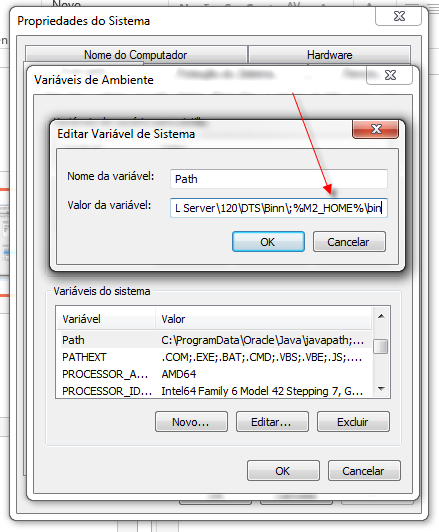 Novo
Propriedades do Sistema
Nome do Computador Hardware
Variáveis de Ambiente
Editar Variável de Sistema
Nome da variável: Path
Valor da variável: L Server\120\DTS\Binn\;%M2_HOME%\bin
OK Cancelar
Variáveis do sistema
Variável Valor
Path C:\ProgramData\Oracle\Java\javapath;...
PATHEXT .COM;.EXE;.BAT;.CMD;.VBS;.VBE;.JS;....
PROCESSOR_A... AMD64
PROCESSOR_ID... Intel64 Family 6 Model 42 Stepping 7, G...
Novo... Editar... Excluir
OK Cancelar